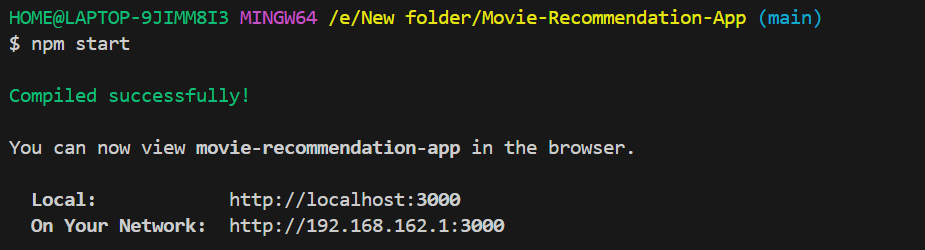 HOME@LAPTOP-9JIMM8I3 MINGW64 /e/New folder/Movie-Recommendation-App (main)
$ npm start
Compiled successfully!
You can now view movie-recommendation-app in the browser.
Local: http://localhost:3000
On Your Network: http://192.168.162.1:3000